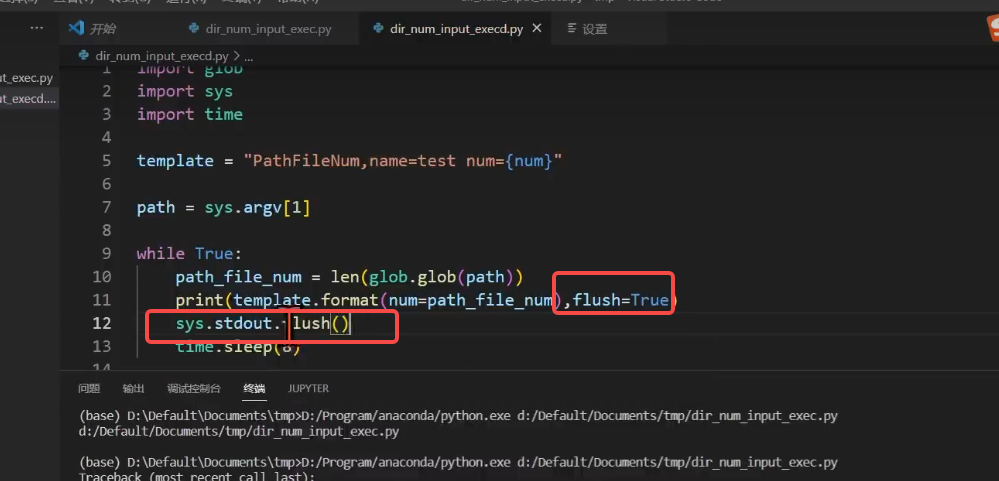 开始
dir_num_input_exec.py
dir_num_input_execd.py
设置
dir_num_input_execd.py > ...
ut_exec.py
ut_execd....
1 import glob
2 import sys
3 import time
4
5 template = "PathFileNum,name=test num={num}"
6
7 path = sys.argv[1]
8
9 while True:
10 path_file_num = len(glob.glob(path))
11 print(template.format(num=path_file_num),flush=True)
12 sys.stdout.flush()
13 time.sleep(8)
14
问题 输出 调试控制台 终端 JUPYTER
(base) D:\Default\Documents\tmp>D:/Program/anaconda/python.exe d:/Default/Documents/tmp/dir_num_input_exec.py
d:/Default/Documents/tmp/dir_num_input_exec.py
(base) D:\Default\Documents\tmp>D:/Program/anaconda/python.exe d:/Default/Documents/tmp/dir_num_input_exec.py
Traceback (most recent call last):